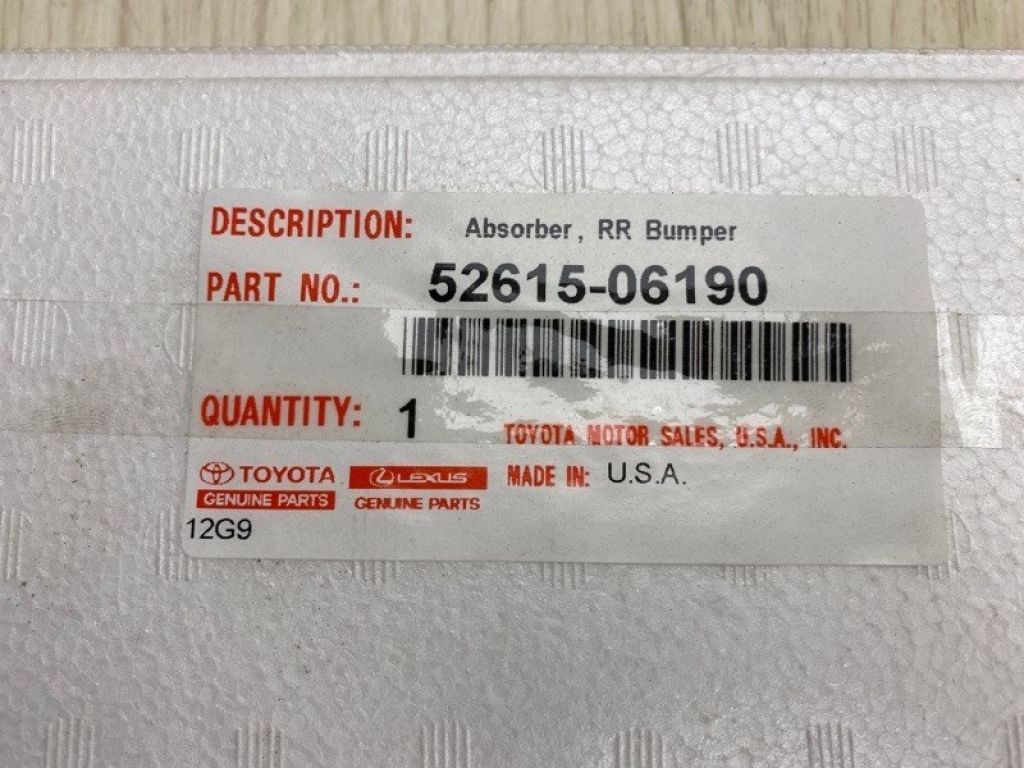 DESCRIPTION: Absorber, RR Bumper
PART NO.: 52615-06190
QUANTITY: 1
TOYOTA MOTOR SALES, U.S.A., INC.
TOYOTA LEXUS MADE IN: U.S.A.
GENUINE PARTS GENUINE PARTS
12G9